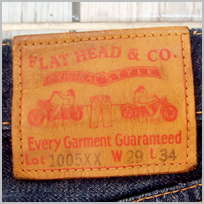 FLAT HEAD & CO.
Every Garment Guaranteed
Lot 1005XX W 29 L 34